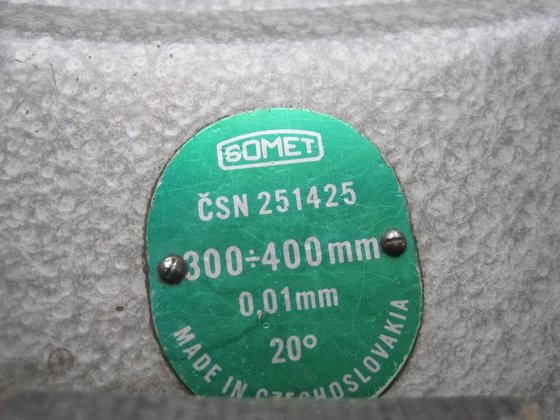 SOMET
ČSN 251425
300÷400mm
0,01mm
20°
MADE IN CZECHOSLOVAKIA